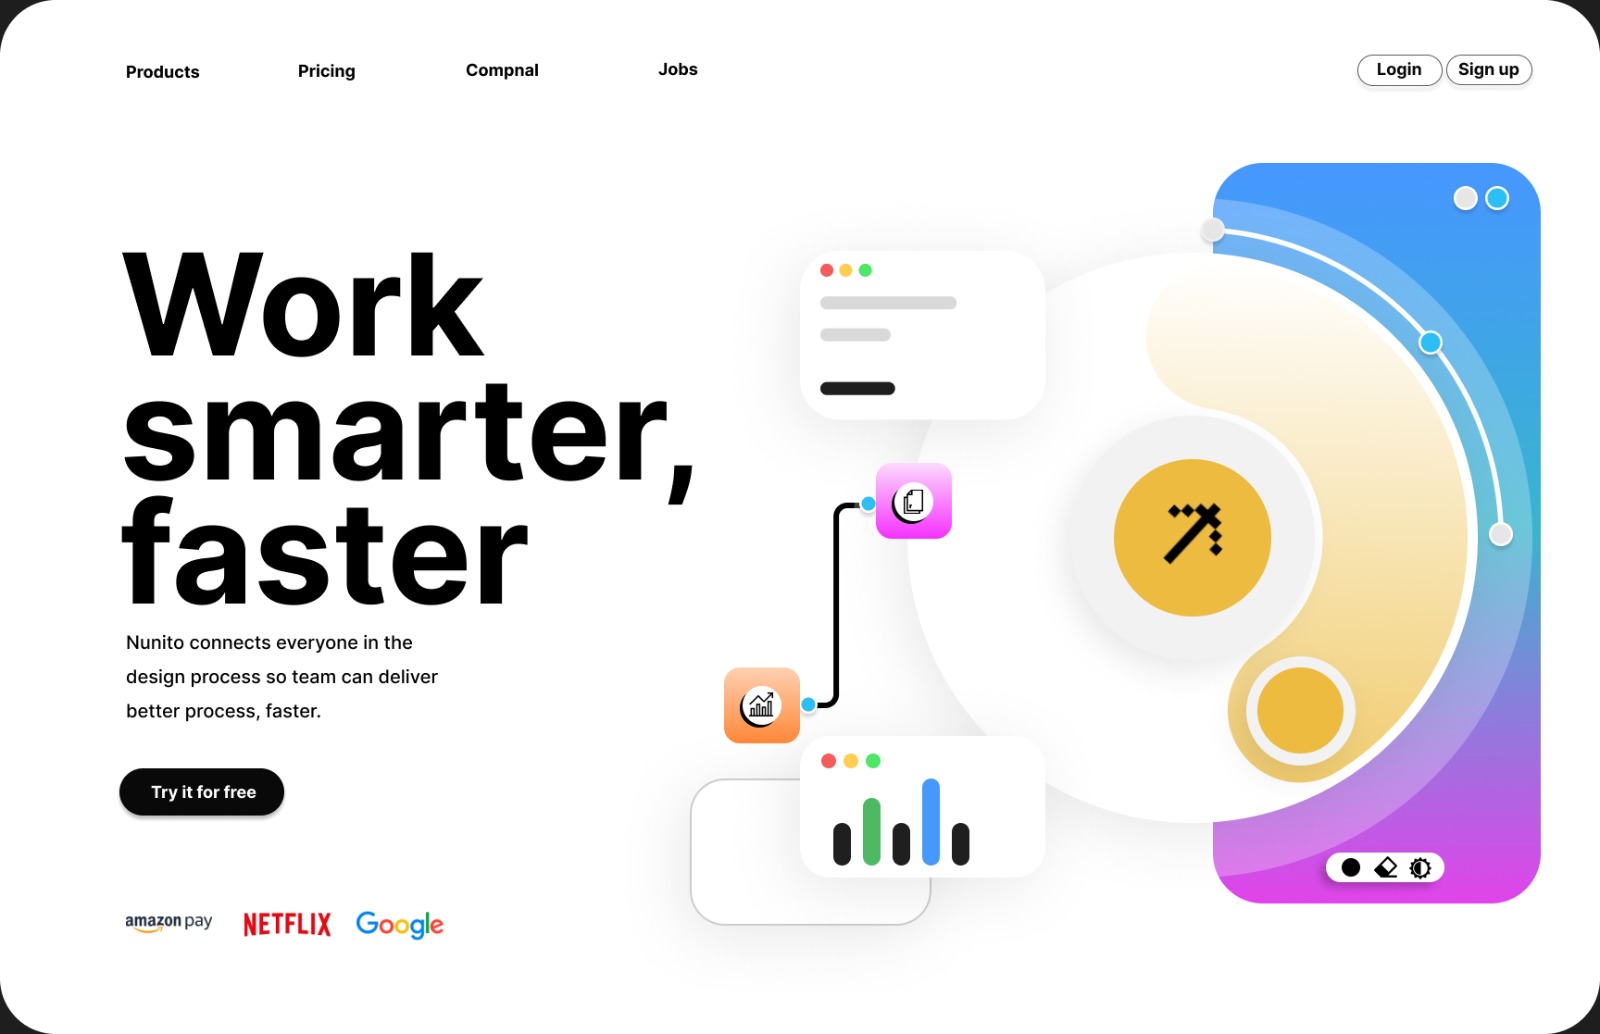 Products Pricing Compnal Jobs Login Sign up
Work
smarter,
faster
Nunito connects everyone in the
design process so team can deliver
better process, faster.
Try it for free
amazon pay NETFLIX Google